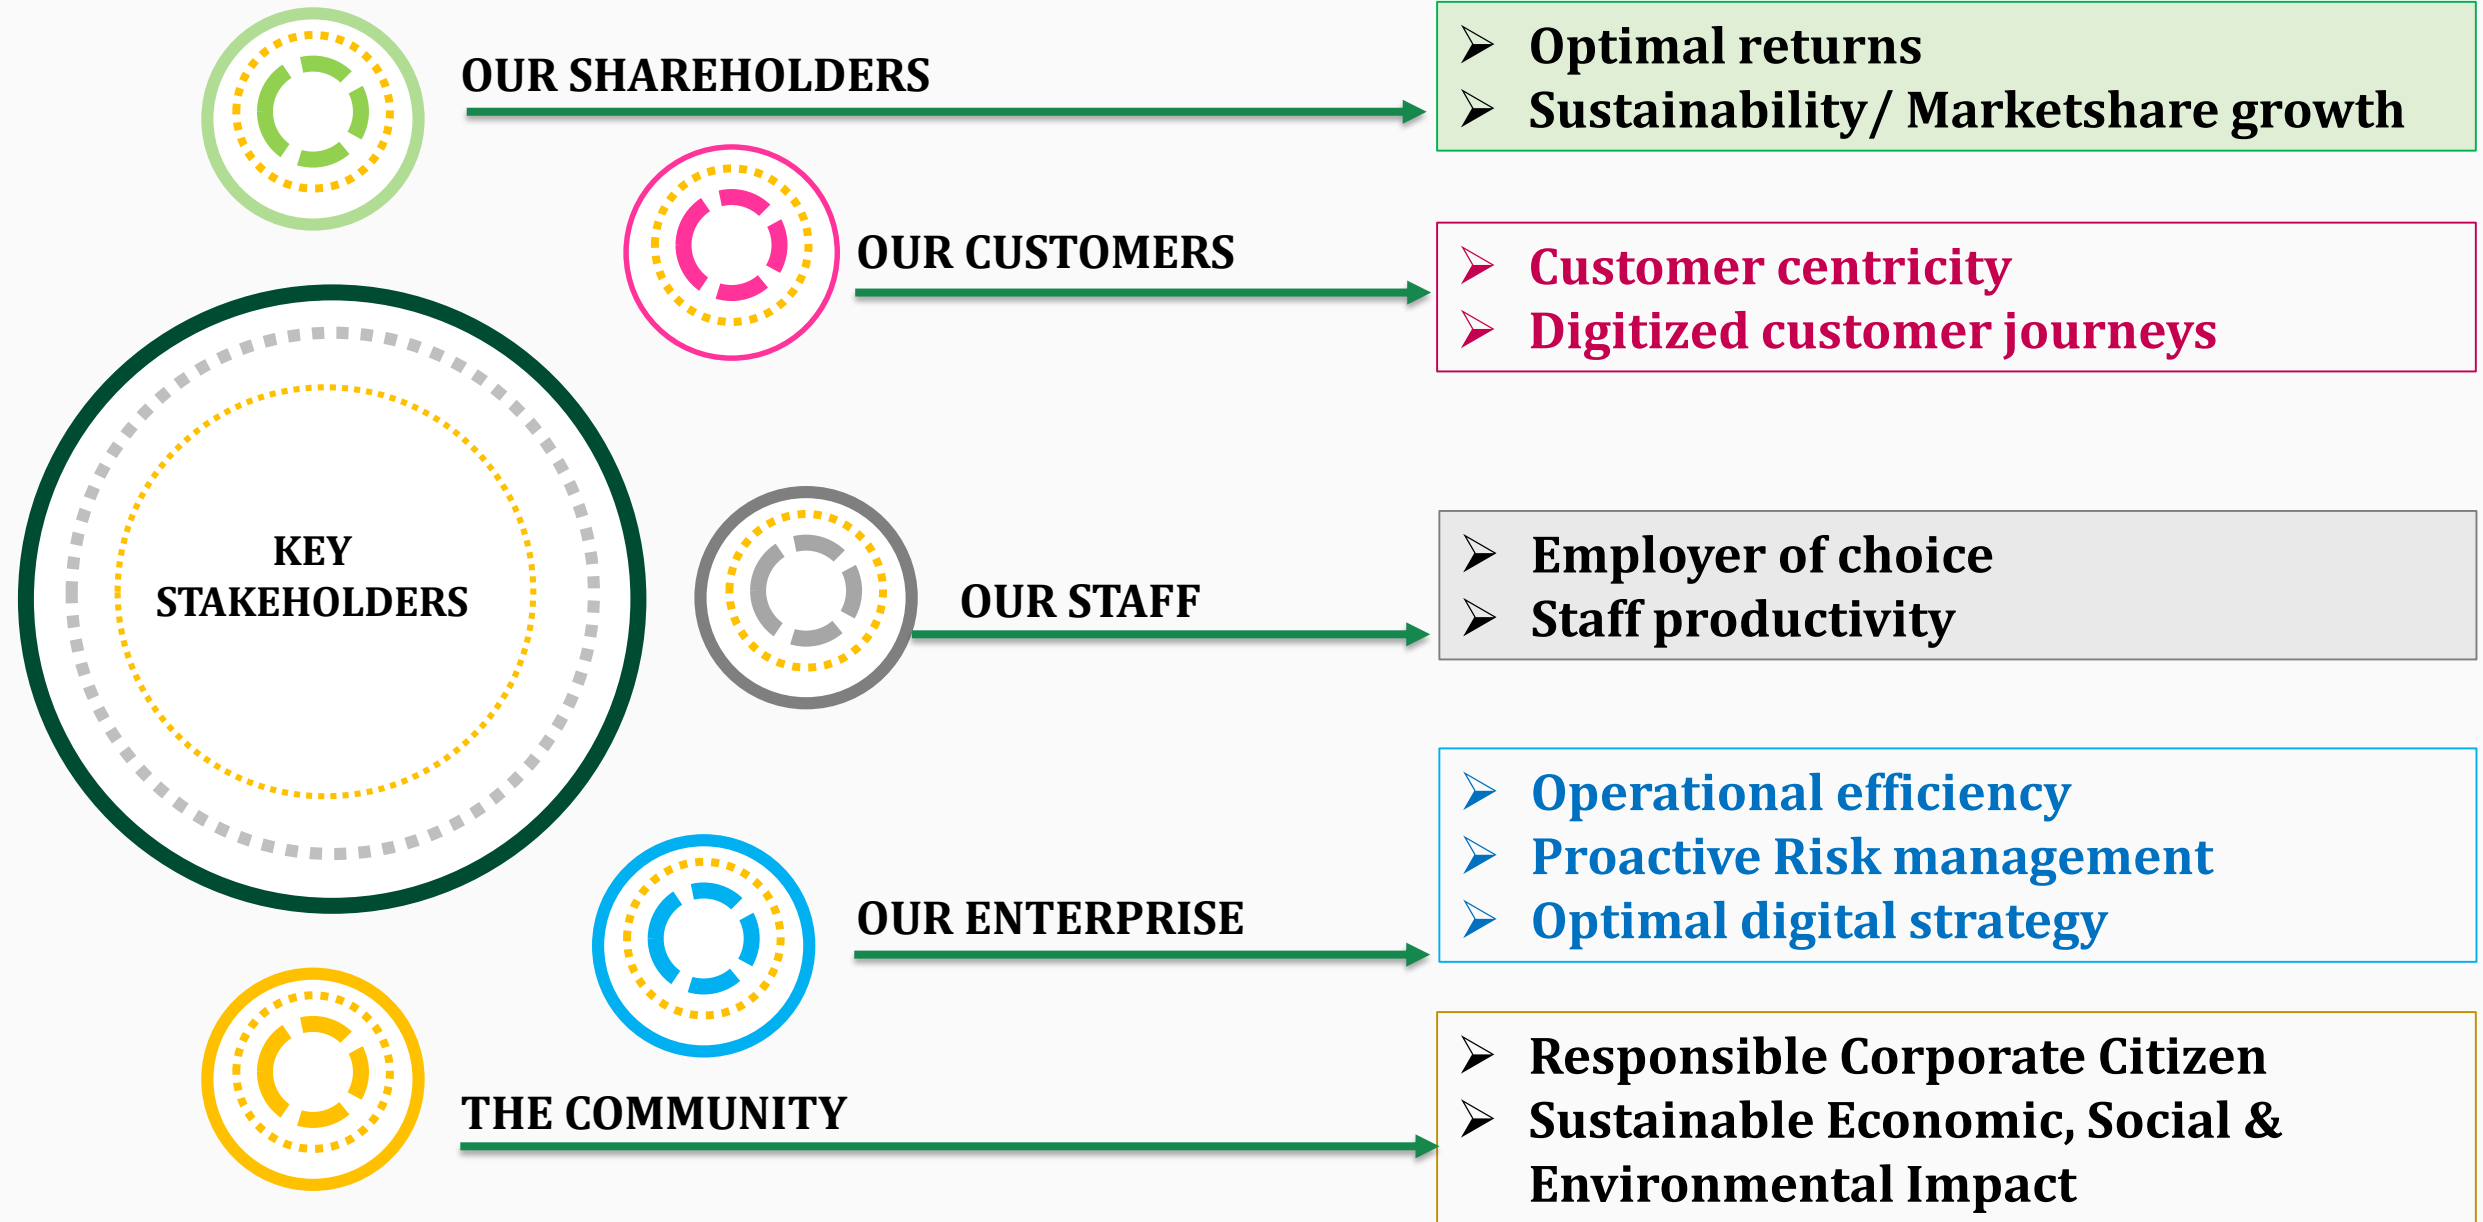 OUR SHAREHOLDERS
➢ Optimal returns
➢ Sustainability/ Marketshare growth
OUR CUSTOMERS
➢ Customer centricity
➢ Digitized customer journeys
KEY
STAKEHOLDERS
OUR STAFF
➢ Employer of choice
➢ Staff productivity
OUR ENTERPRISE
➢ Operational efficiency
➢ Proactive Risk management
➢ Optimal digital strategy
THE COMMUNITY
➢ Responsible Corporate Citizen
➢ Sustainable Economic, Social &
Environmental Impact